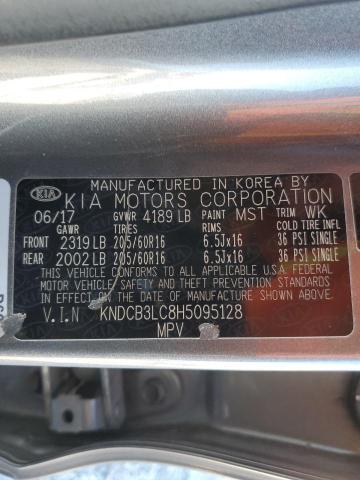 MANUFACTURED IN KOREA BY
KIA KIA MOTORS CORPORATION
06/17 GVWR 4189 LB PAINT MST TRIM WK
GAWR TIRES RIMS COLD TIRE INFL
FRONT 2319 LB 205/60R16 6.5Jx16 36 PSI SINGLE
REAR 2002 LB 205/60R16 6.5Jx16 36 PSI SINGLE
THIS VEHICLE CONFORMS TO ALL APPLICABLE U.S.A. FEDERAL
MOTOR VEHICLE SAFETY, BUMPER, AND THEFT PREVENTION
STANDARDS IN EFFECT ON THE DATE OF MANUFACTURE SHOWN ABOVE.
V.I.N KNDCB3LC8H5095128
MPV